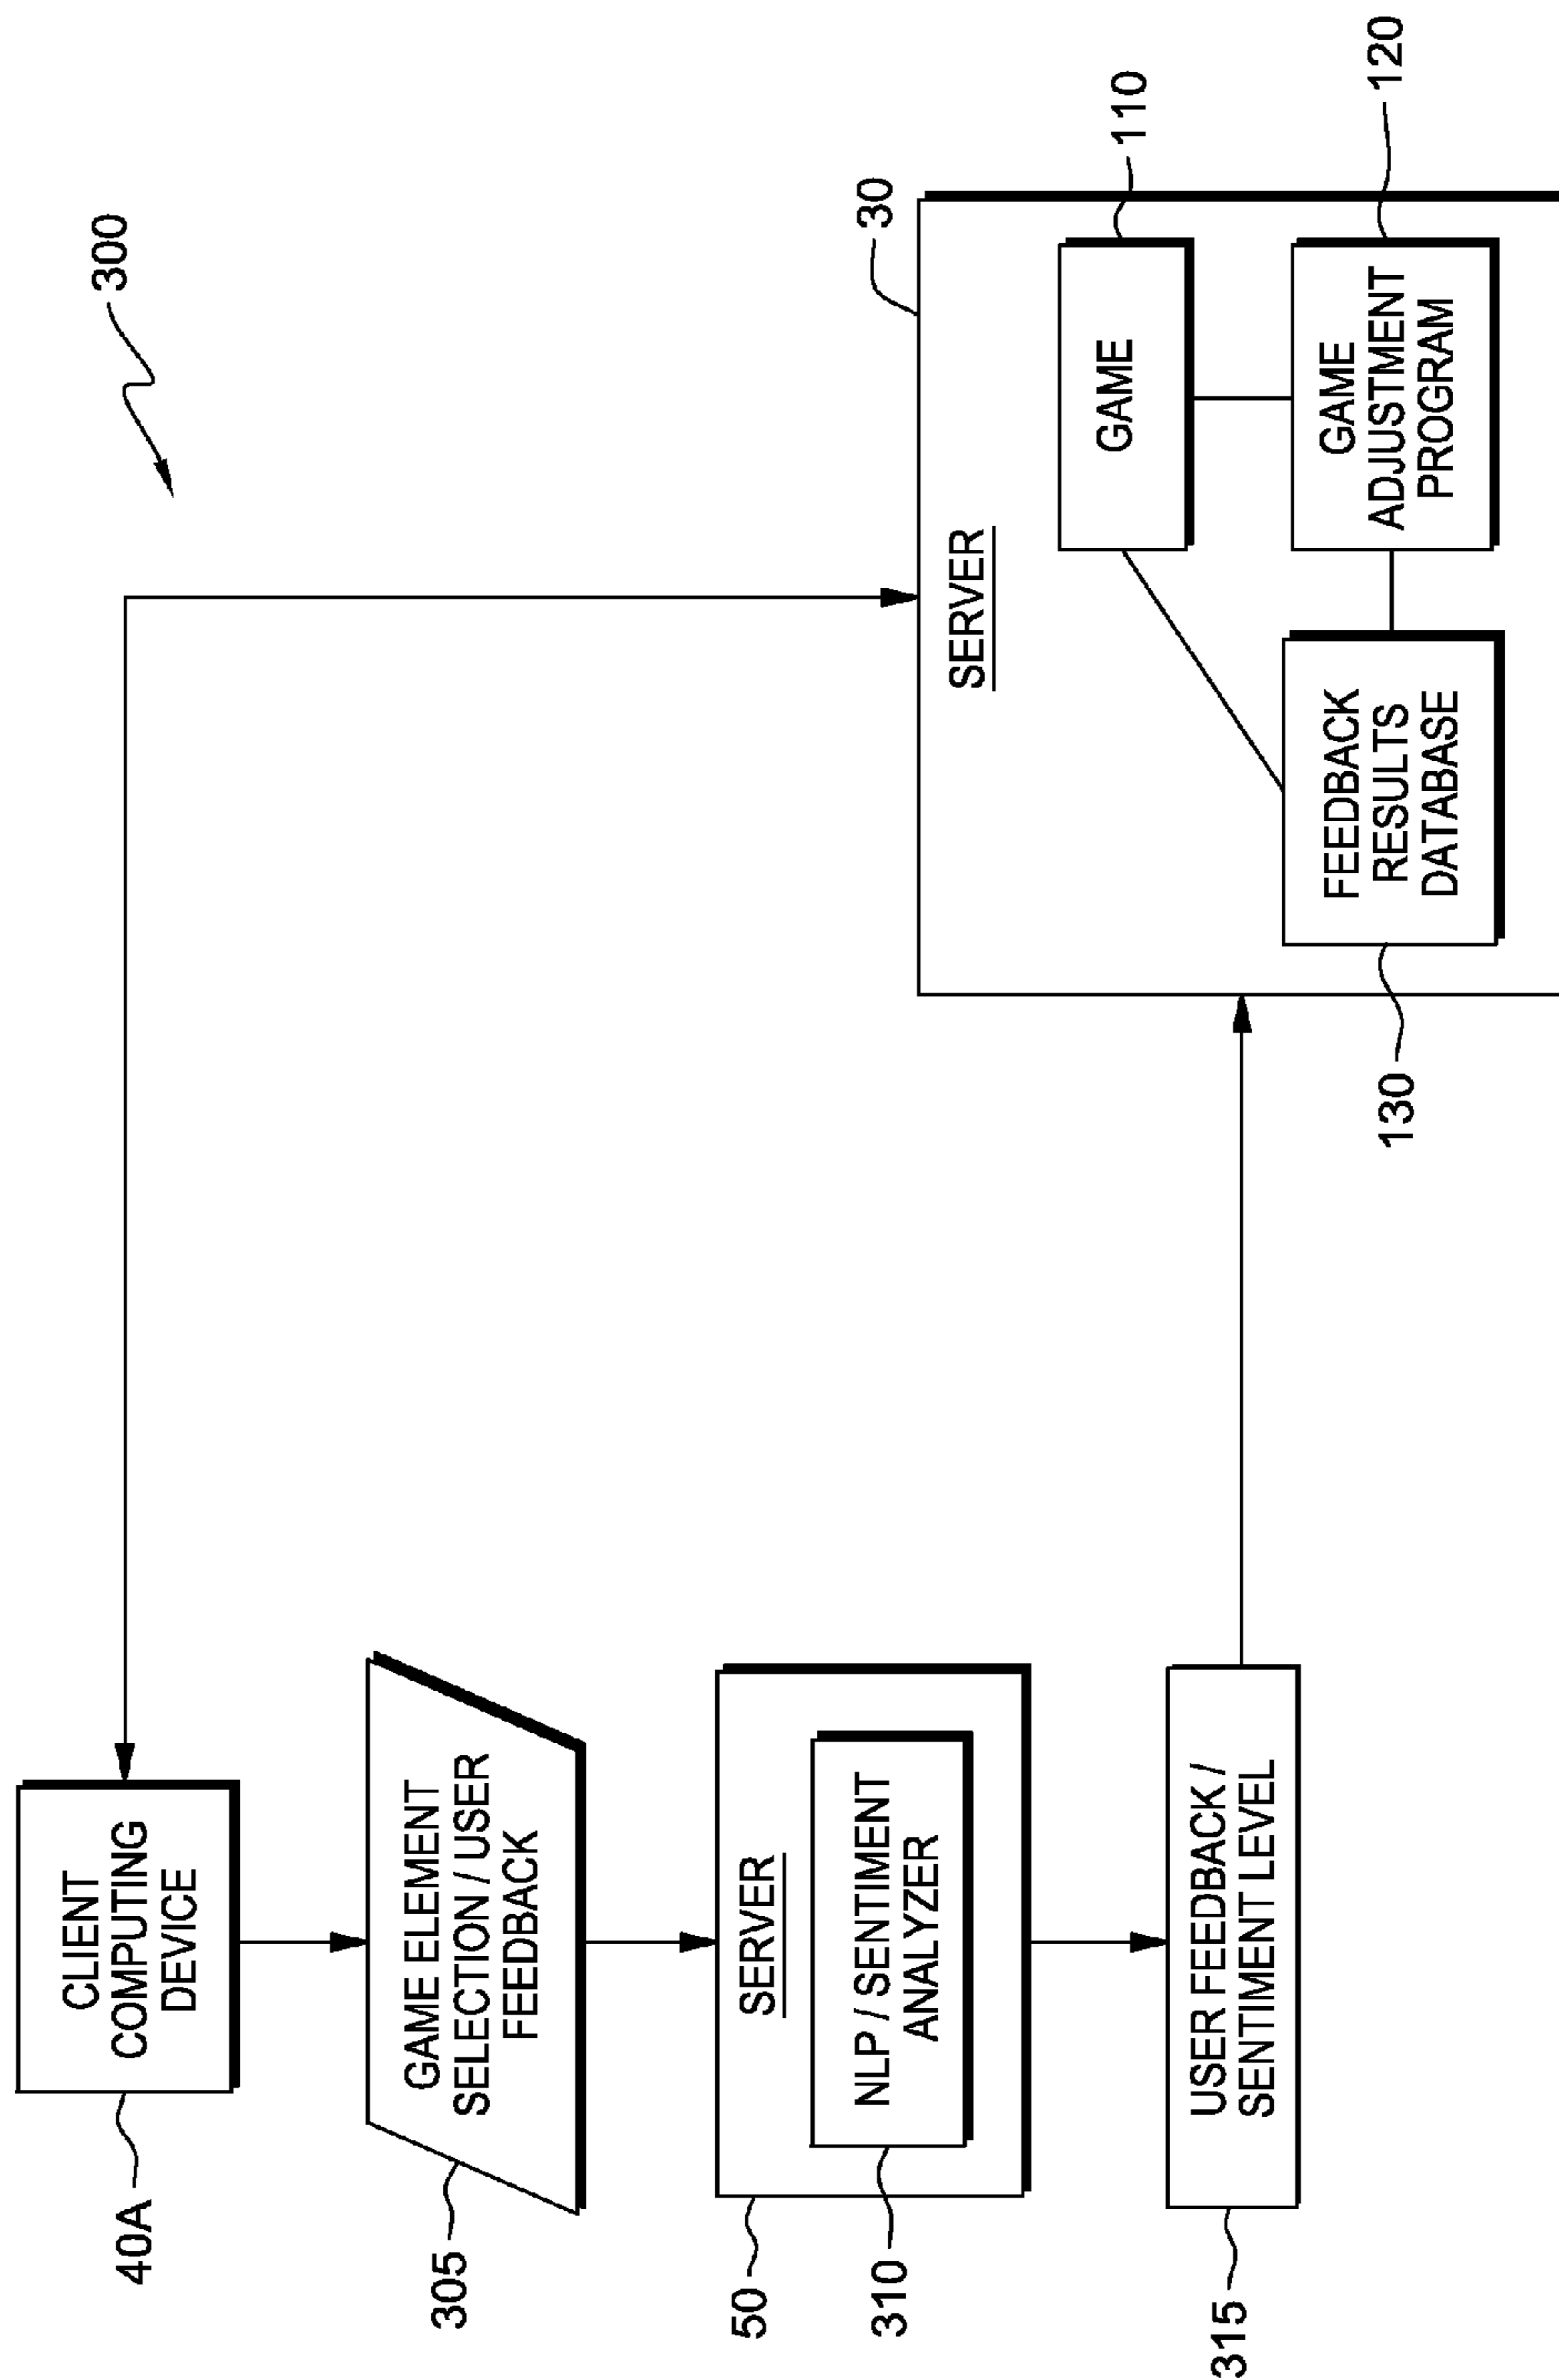 300
CLIENT
COMPUTING
DEVICE
40A
GAME ELEMENT
SELECTION / USER
FEEDBACK
305
SERVER
50
NLP / SENTIMENT
ANALYZER
310
USER FEEDBACK /
SENTIMENT LEVEL
315
30
SERVER
GAME
110
FEEDBACK
RESULTS
DATABASE
130
GAME
ADJUSTMENT
PROGRAM
120